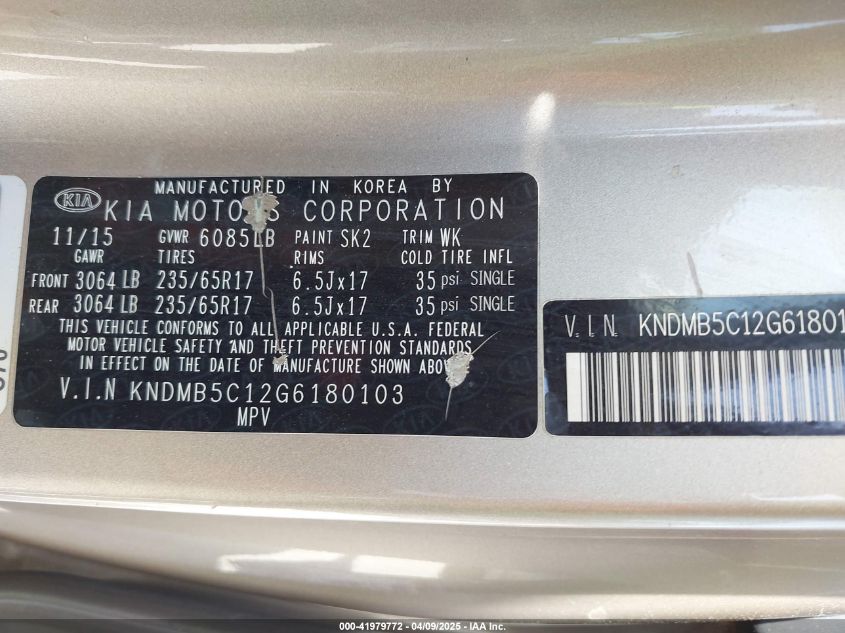 MANUFACTURED IN KOREA BY
KIA KIA MOTORS CORPORATION
11/15 GVWR 6085LB PAINT SK2 TRIM WK
GAWR TIRES RIMS COLD TIRE INFL
FRONT 3064 LB 235/65R17 6.5Jx17 35 psi SINGLE
REAR 3064 LB 235/65R17 6.5Jx17 35 psi SINGLE
THIS VEHICLE CONFORMS TO ALL APPLICABLE U.S.A. FEDERAL
MOTOR VEHICLE SAFETY AND THEFT PREVENTION STANDARDS
IN EFFECT ON THE DATE OF MANUFACTURE SHOWN ABOVE
V.I.N KNDMB5C12G6180103
MPV
V.I.N. KNDMB5C12G61801
000-41979772 - 04/09/2025 - IAA Inc.